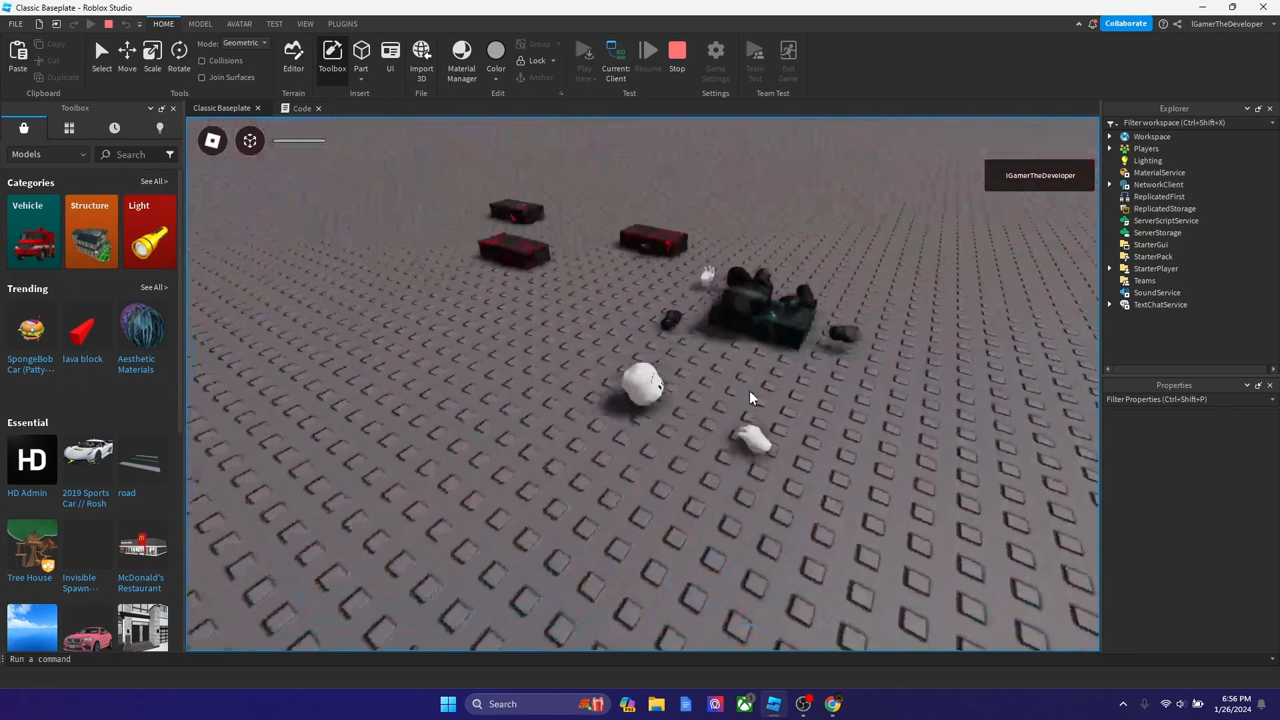 Classic Baseplate - Roblox Studio
FILE HOME MODEL AVATAR TEST VIEW PLUGINS Collaborate IGamerTheDeveloper
Paste Copy Cut Duplicate
Select Move Scale Rotate
Mode: Geometric
Collisions
Join Surfaces
Editor Toolbox Part UI Import 3D
Material Manager Color
Group Lock Anchor
Play Here Current: Client Resume Stop Game Settings Team Test Exit Game
Clipboard Tools Terrain Insert File Edit Test Settings Team Test
Toolbox
Classic Baseplate Code
Models Search
Categories See All >
Vehicle Structure Light
Trending See All >
SpongeBob Car (Patty-... lava block Aesthetic Materials
Essential See All >
HD
HD Admin 2019 Sports Car // Rosh road
Tree House Invisible Spawn... McDonald's Restaurant
IGamerTheDeveloper
Explorer
Filter workspace (Ctrl+Shift+X)
Workspace
Players
Lighting
MaterialService
NetworkClient
ReplicatedFirst
ReplicatedStorage
ServerScriptService
ServerStorage
StarterGui
StarterPack
StarterPlayer
Teams
SoundService
TextChatService
Properties
Filter Properties (Ctrl+Shift+P)
Run a command
Search
6:56 PM
1/26/2024